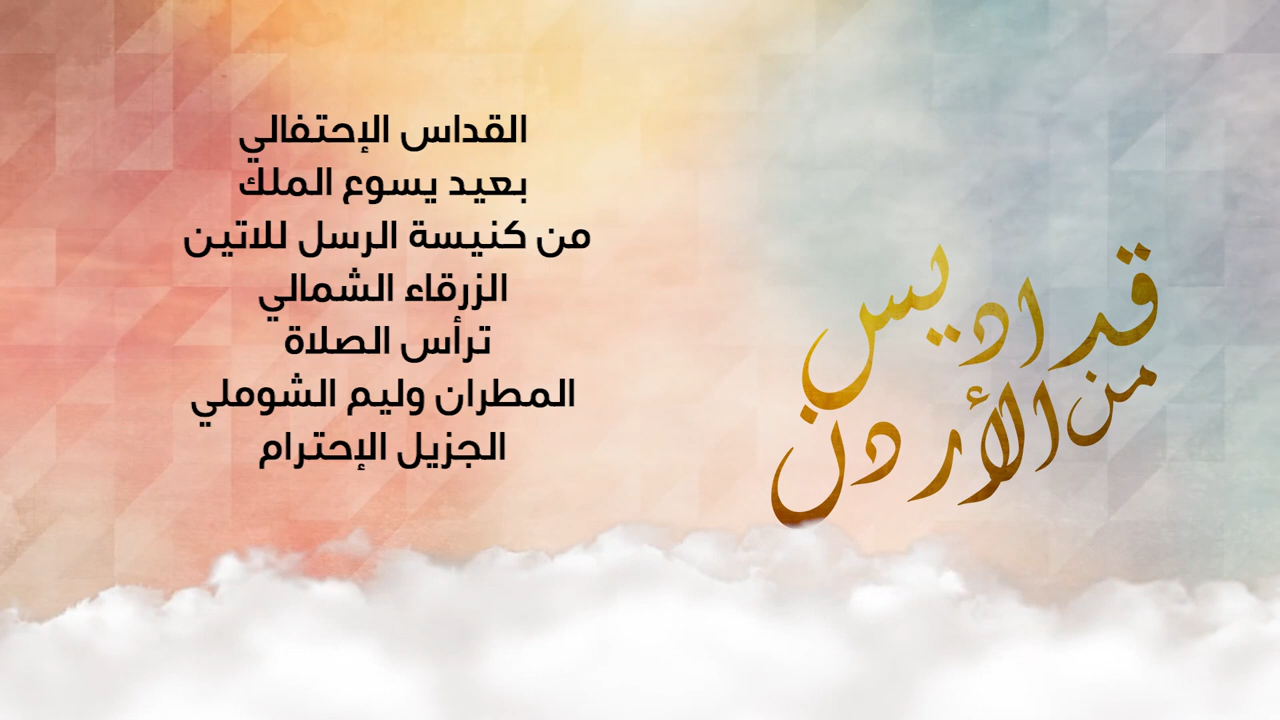 القداس الإحتفالي
بعيد يسوع الملك
من كنيسة الرسل للاتين
الزرقاء الشمالي
ترأس الصلاة
المطران وليم الشوملي
الجزيل الإحترام
قداديس
من الأردن